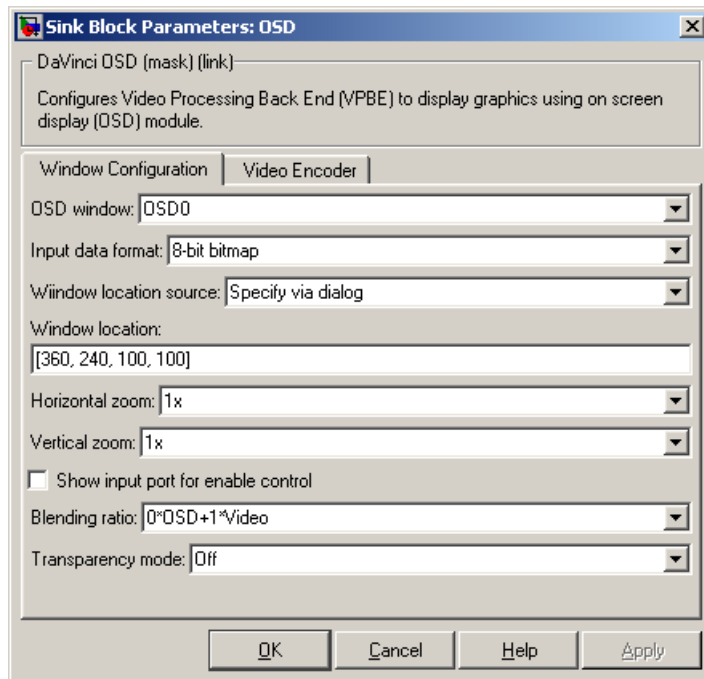 Sink Block Parameters: OSD
DaVinci OSD (mask) (link)
Configures Video Processing Back End (VPBE) to display graphics using on screen
display (OSD) module.
Window Configuration Video Encoder
OSD window: OSD0
Input data format: 8-bit bitmap
Wiindow location source: Specify via dialog
Window location:
[360, 240, 100, 100]
Horizontal zoom: 1x
Vertical zoom: 1x
Show input port for enable control
Blending ratio: 0*OSD+1*Video
Transparency mode: Off
OK Cancel Help Apply